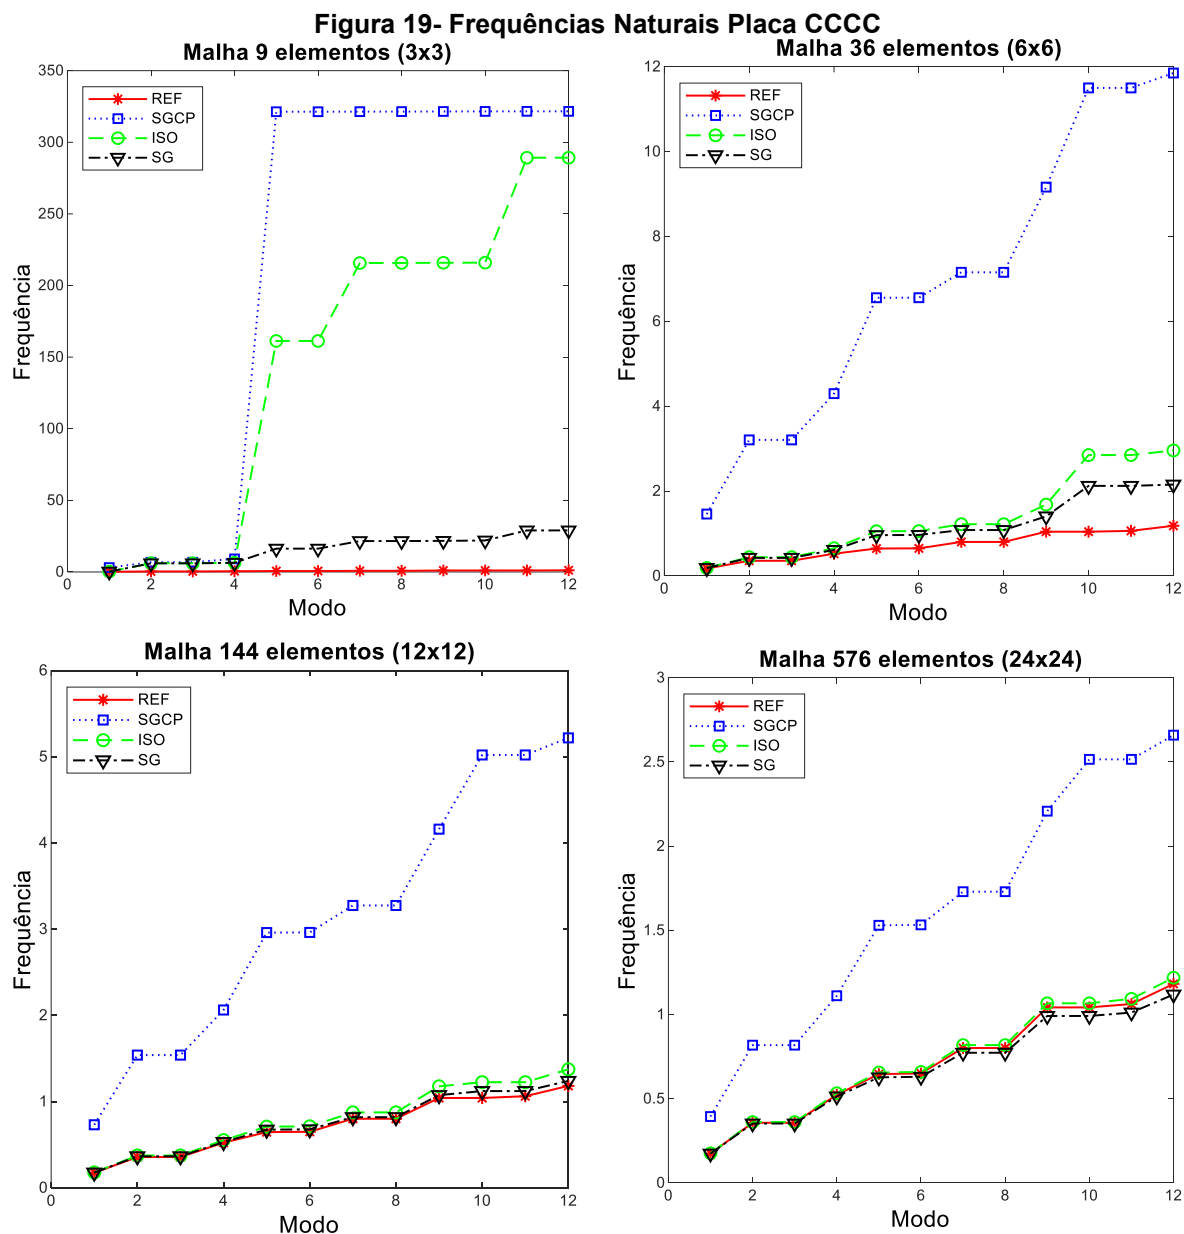 Figura 19- Frequências Naturais Placa CCCC
Malha 9 elementos (3x3)
350
300
250
200
150
100
50
0
0
2
4
6
8
10
12
Frequência
Modo
REF
SGCP
ISO
SG
Malha 36 elementos (6x6)
12
10
8
6
4
2
0
0
2
4
6
8
10
12
Frequência
Modo
REF
SGCP
ISO
SG
Malha 144 elementos (12x12)
6
5
4
3
2
1
0
0
2
4
6
8
10
12
Frequência
Modo
REF
SGCP
ISO
SG
Malha 576 elementos (24x24)
3
2.5
2
1.5
1
0.5
0
0
2
4
6
8
10
12
Frequência
Modo
REF
SGCP
ISO
SG